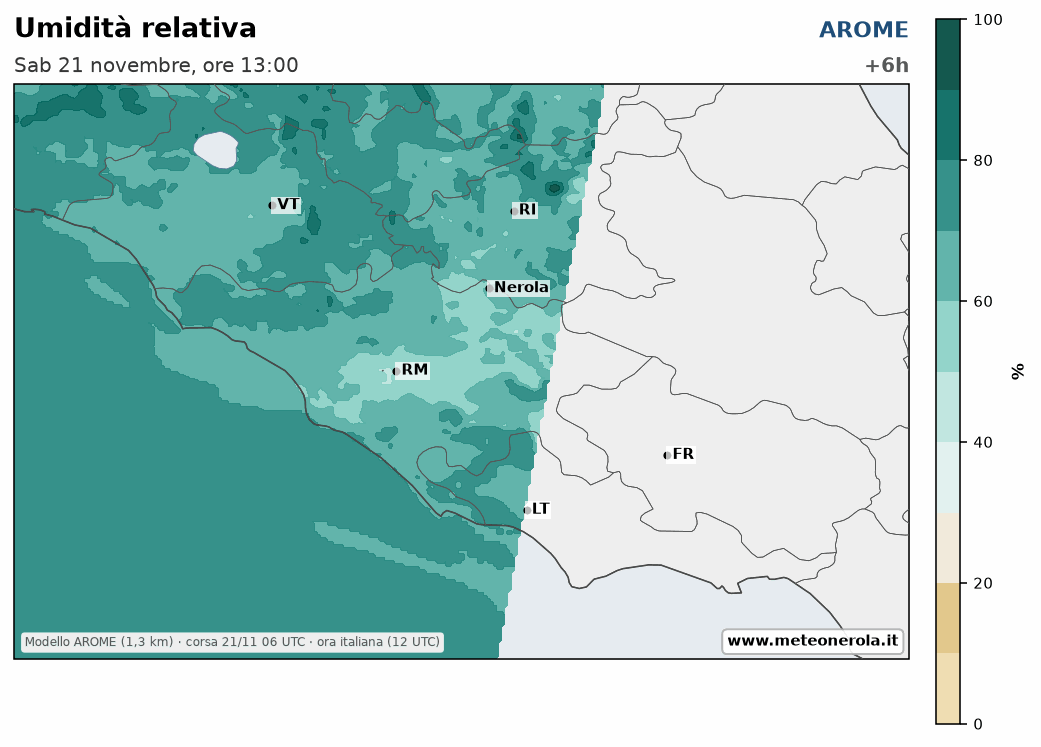 Umidità relativa
AROME
Sab 21 novembre, ore 13:00
+6h
100
80
60
40
20
0
%
VT
RI
Nerola
RM
FR
LT
Modello AROME (1,3 km) · corsa 21/11 06 UTC · ora italiana (12 UTC)
www.meteonerola.it